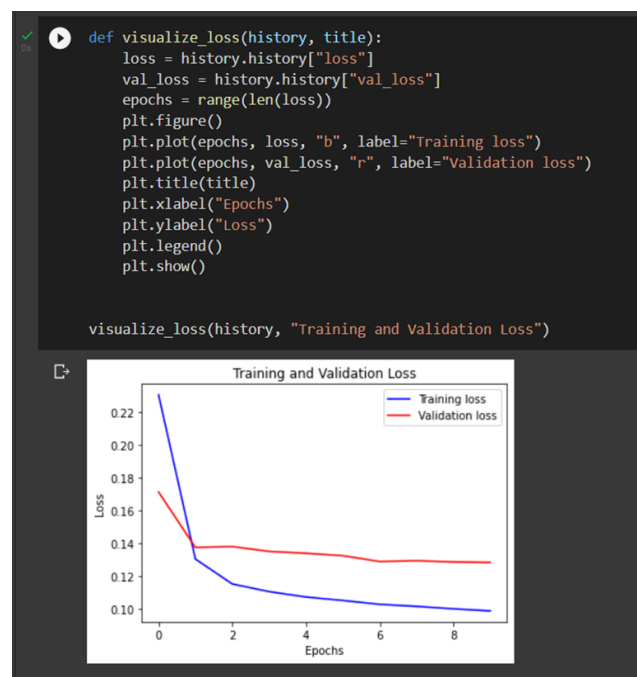 0s
def visualize_loss(history, title):
    loss = history.history["loss"]
    val_loss = history.history["val_loss"]
    epochs = range(len(loss))
    plt.figure()
    plt.plot(epochs, loss, "b", label="Training loss")
    plt.plot(epochs, val_loss, "r", label="Validation loss")
    plt.title(title)
    plt.xlabel("Epochs")
    plt.ylabel("Loss")
    plt.legend()
    plt.show()
visualize_loss(history, "Training and Validation Loss")
Training and Validation Loss
Training loss
Validation loss
0.22
0.20
0.18
0.16
0.14
0.12
0.10
Loss
0 2 4 6 8
Epochs